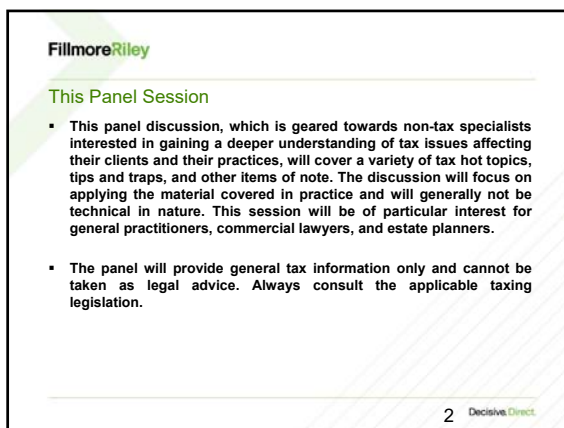 FillmoreRiley
This Panel Session
▪ This panel discussion, which is geared towards non-tax specialists
interested in gaining a deeper understanding of tax issues affecting
their clients and their practices, will cover a variety of tax hot topics,
tips and traps, and other items of note. The discussion will focus on
applying the material covered in practice and will generally not be
technical in nature. This session will be of particular interest for
general practitioners, commercial lawyers, and estate planners.
▪ The panel will provide general tax information only and cannot be
taken as legal advice. Always consult the applicable taxing
legislation.
2 Decisive.Direct.